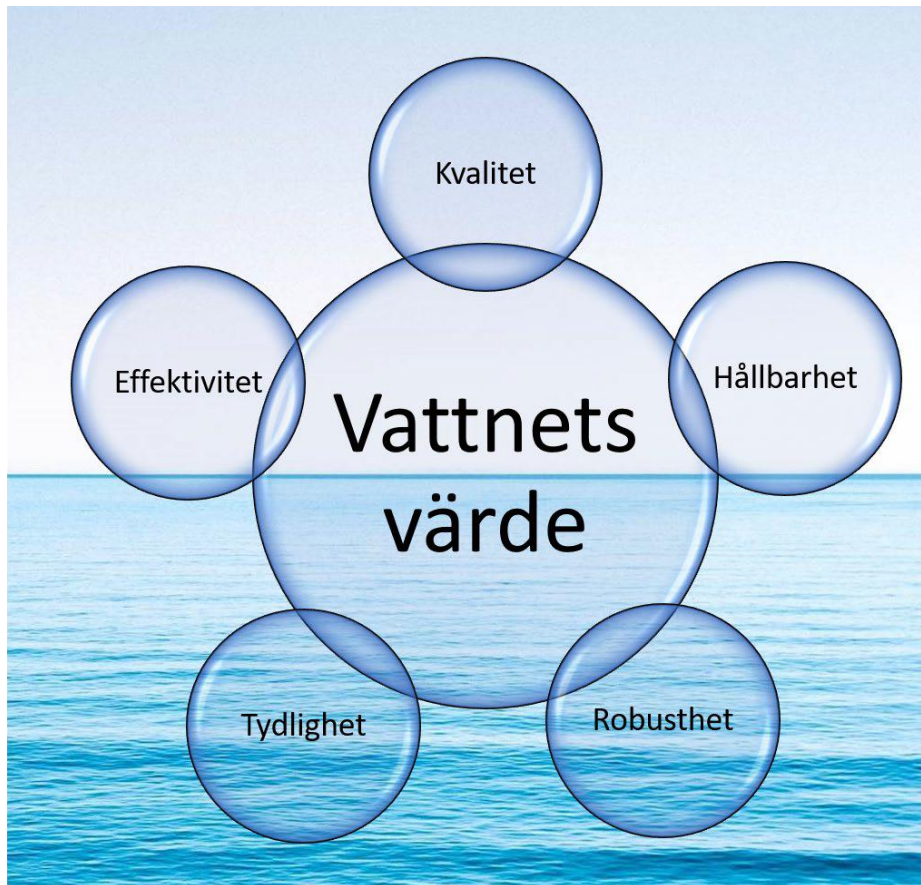 Kvalitet
Effektivitet
Hållbarhet
Vattnets
värde
Tydlighet
Robusthet